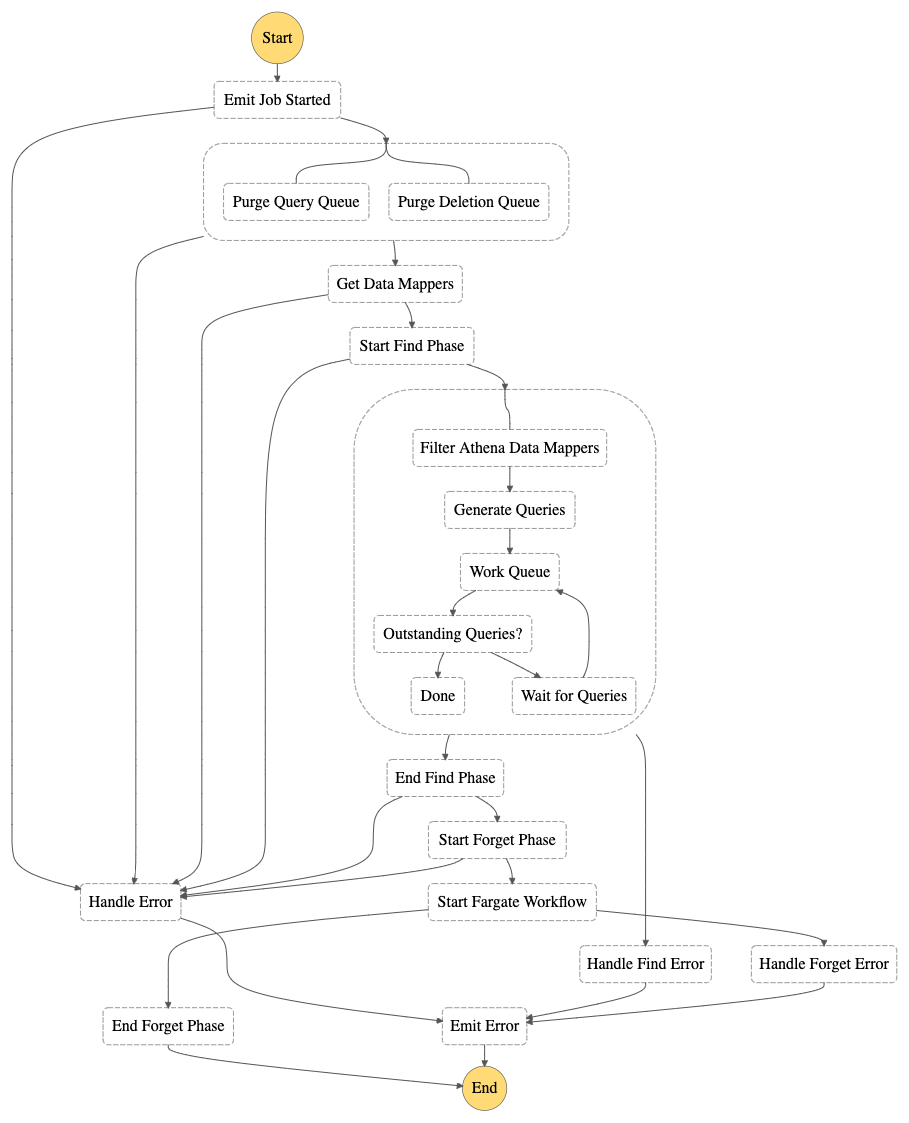 Start
Emit Job Started
Purge Query Queue
Purge Deletion Queue
Get Data Mappers
Start Find Phase
Filter Athena Data Mappers
Generate Queries
Work Queue
Outstanding Queries?
Done
Wait for Queries
End Find Phase
Start Forget Phase
Handle Error
Start Fargate Workflow
Handle Find Error
Handle Forget Error
End Forget Phase
Emit Error
End